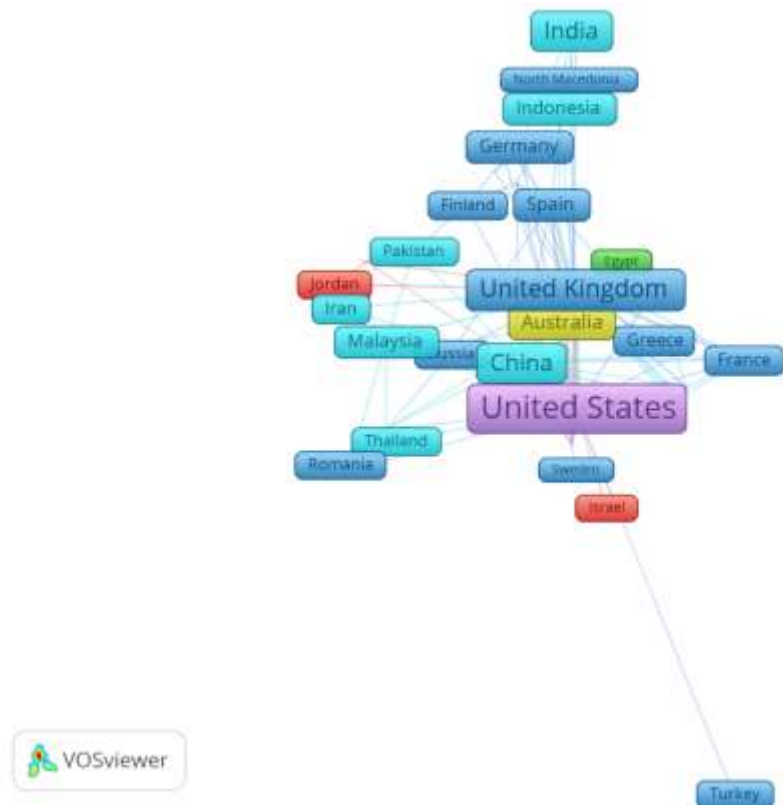 India
North Macedonia
Indonesia
Germany
Finland
Spain
Pakistan
Egypt
Jordan
United Kingdom
Iran
Australia
Malaysia
Greece
ussia
China
France
United States
Thailand
Romania
Sweden
Israel
VOSviewer
Turkey